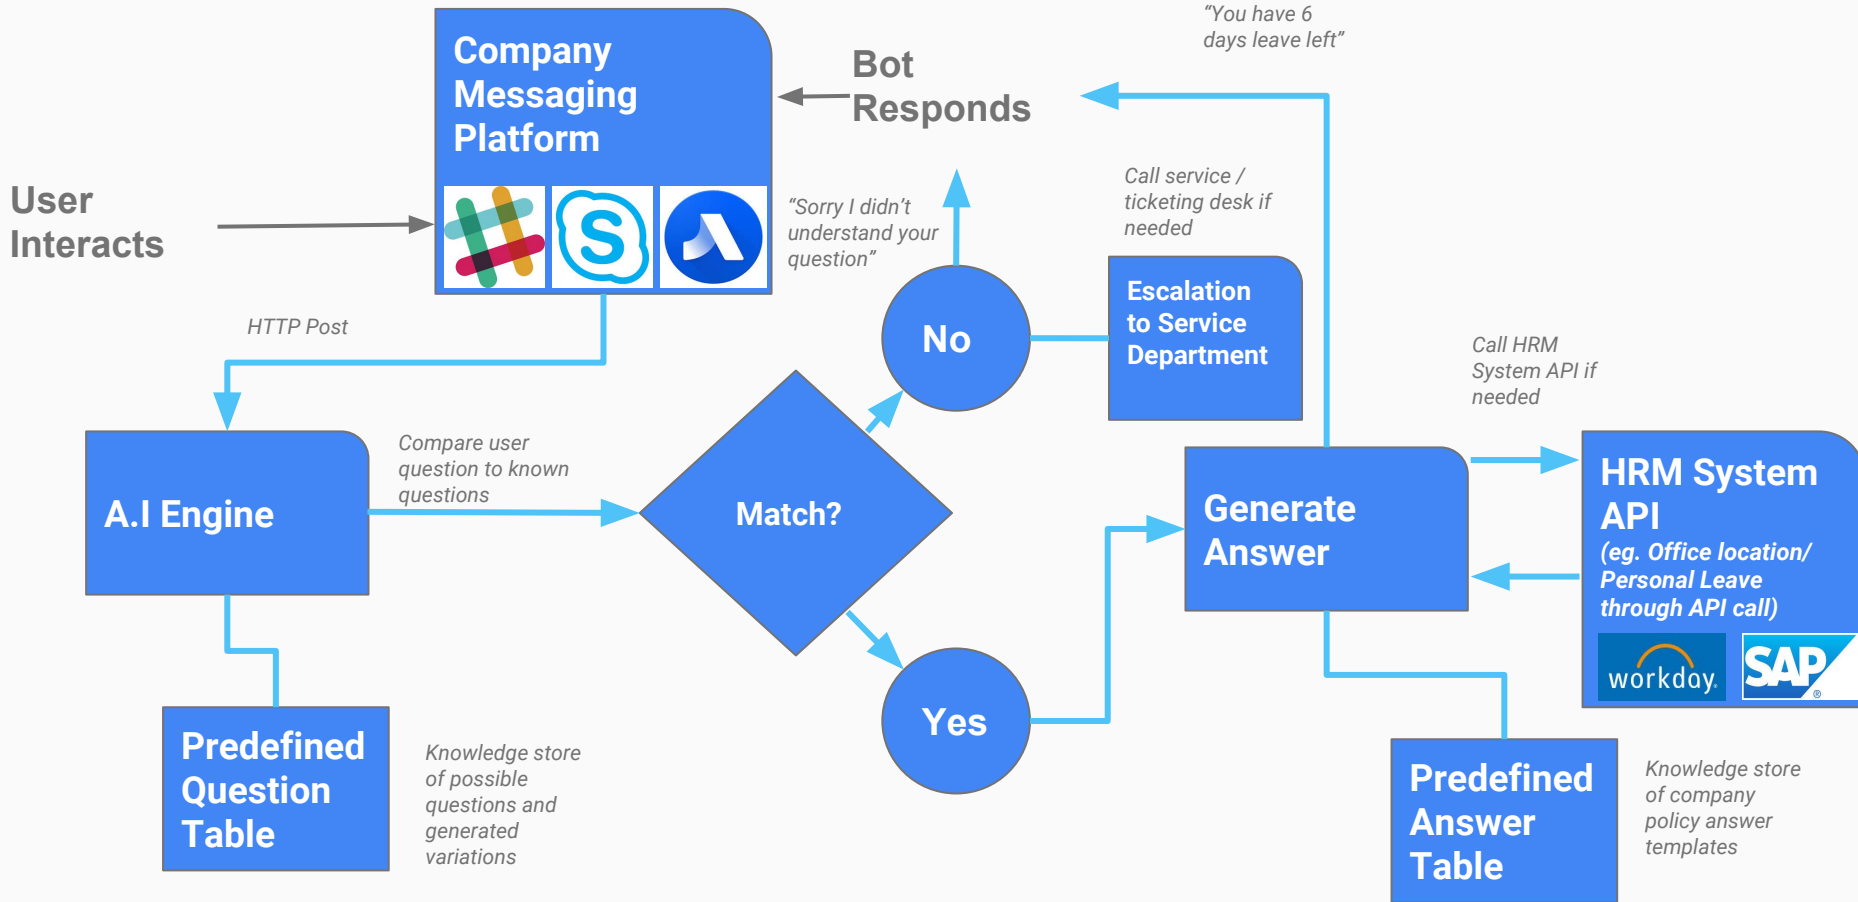 "You have 6
days leave left"
Company
Messaging
Platform
Bot
Responds
User
Interacts
S
"Sorry I didn't
understand your
question"
Call service /
ticketing desk if
needed
HTTP Post
No
Escalation
to Service
Department
Call HRM
System API if
needed
A.I Engine
Compare user
question to known
questions
Match?
Generate
Answer
HRM System
API
(eg. Office location/
Personal Leave
through API call)
workday.
SAP
®
Yes
Predefined
Question
Table
Knowledge store
of possible
questions and
generated
variations
Predefined
Answer
Table
Knowledge store
of company
policy answer
templates